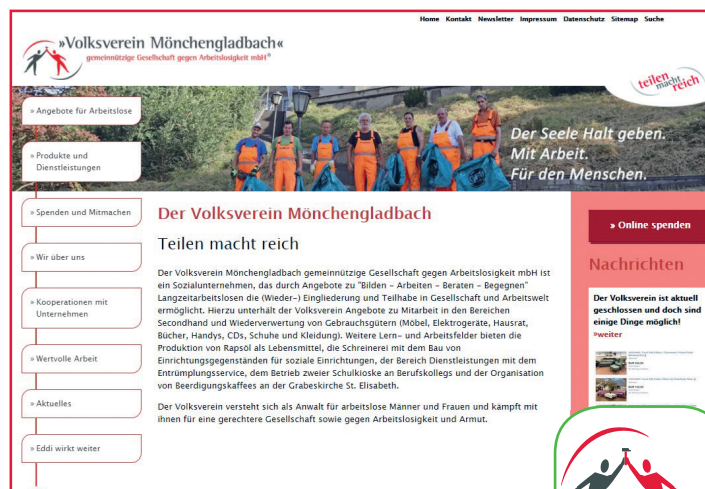 Home Kontakt Newsletter Impressum Datenschutz Sitemap Suche
»Volksverein Mönchengladbach«
gemeinnützige Gesellschaft gegen Arbeitslosigkeit mbH®
teilen
macht
reich
» Angebote für Arbeitslose
» Produkte und
Dienstleistungen
» Spenden und Mitmachen
» Wir über uns
» Kooperationen mit
Unternehmen
» Wertvolle Arbeit
» Aktuelles
» Eddi wirkt weiter
Der Seele Halt geben.
Mit Arbeit.
Für den Menschen.
Der Volksverein Mönchengladbach
Teilen macht reich
Der Volksverein Mönchengladbach gemeinnützige Gesellschaft gegen Arbeitslosigkeit mbH ist
ein Sozialunternehmen, das durch Angebote zu "Bilden – Arbeiten – Beraten – Begegnen"
Langzeitarbeitslosen die (Wieder-) Eingliederung und Teilhabe in Gesellschaft und Arbeitswelt
ermöglicht. Hierzu unterhält der Volksverein Angebote zu Mitarbeit in den Bereichen
Secondhand und Wiederverwertung von Gebrauchsgütern (Möbel, Elektrogeräte, Hausrat,
Bücher, Handys, CDs, Schuhe und Kleidung). Weitere Lern- und Arbeitsfelder bieten die
Produktion von Rapsöl als Lebensmittel, die Schreinerei mit dem Bau von
Einrichtungsgegenständen für soziale Einrichtungen, der Bereich Dienstleistungen mit dem
Entrümplungsservice, dem Betrieb zweier Schulkioske an Berufskollegs und der Organisation
von Beerdigungskaffees an der Grabeskirche St. Elisabeth.
Der Volksverein versteht sich als Anwalt für arbeitslose Männer und Frauen und kämpft mit
ihnen für eine gerechtere Gesellschaft sowie gegen Arbeitslosigkeit und Armut.
» Online spenden
Nachrichten
Der Volksverein ist aktuell
geschlossen und doch sind
einige Dinge möglich!
»weiter